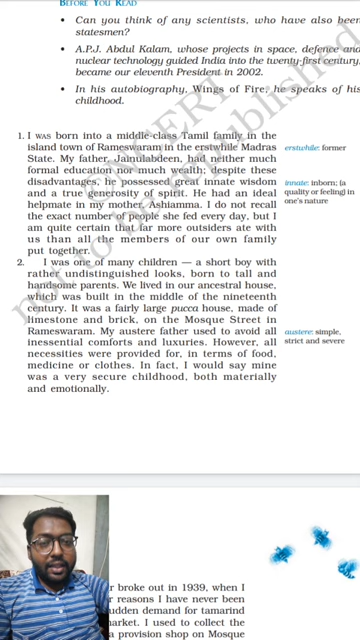 BEFORE YOU READ
• Can you think of any scientists, who have also been
statesmen?
• A.P.J. Abdul Kalam, whose projects in space, defence and
nuclear technology guided India into the twenty-first century,
became our eleventh President in 2002.
• In his autobiography, Wings of Fire, he speaks of his
childhood.
1. I WAS born into a middle-class Tamil family in the
island town of Rameswaram in the erstwhile Madras
State. My father, Jainulabdeen, had neither much
formal education nor much wealth; despite these
disadvantages, he possessed great innate wisdom
and a true generosity of spirit. He had an ideal
helpmate in my mother, Ashiamma. I do not recall
the exact number of people she fed every day, but I
am quite certain that far more outsiders ate with
us than all the members of our own family
put together.
erstwhile: former
innate: inborn; (a
quality or feeling) in
one's nature
2. I was one of many children — a short boy with
rather undistinguished looks, born to tall and
handsome parents. We lived in our ancestral house,
which was built in the middle of the nineteenth
century. It was a fairly large pucca house, made of
limestone and brick, on the Mosque Street in
Rameswaram. My austere father used to avoid all
inessential comforts and luxuries. However, all
necessities were provided for, in terms of food,
medicine or clothes. In fact, I would say mine
was a very secure childhood, both materially
and emotionally.
austere: simple,
strict and severe
r broke out in 1939, when I
r reasons I have never been
udden demand for tamarind
market. I used to collect the
a provision shop on Mosque
not to be republished